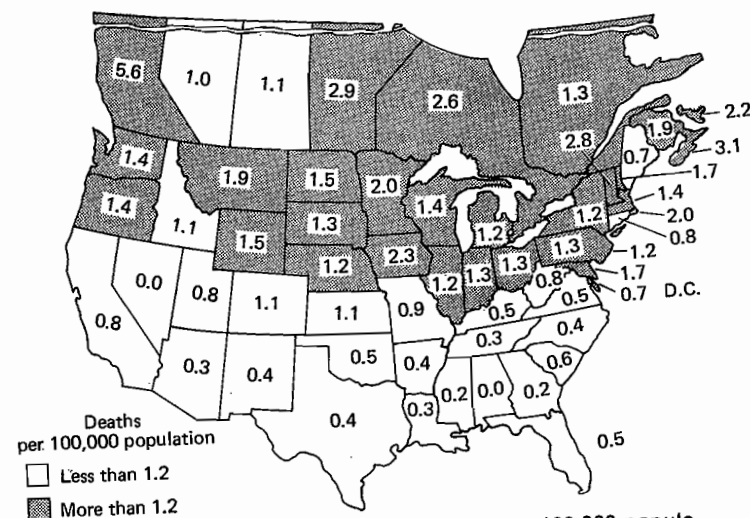 5.6 1.0 1.1 2.9 2.6 1.3
2.8 1.9 2.2
0.7 3.1
1.7
1.4 1.9 1.5 2.0 1.4 1.4
1.4 1.1 1.5 1.3 1.2 1.2 2.0
0.8
1.2 2.3 1.2 1.3 1.3 1.3 1.2
0.8 1.7
0.8 0.0 0.8 1.1 1.1 0.9 0.5 0.5 0.7 D.C.
0.3 0.4
0.3 0.4 0.5 0.4 0.6
0.4 0.3 0.2 0.0 0.2
0.5
Deaths
per 100,000 population
Less than 1.2
More than 1.2